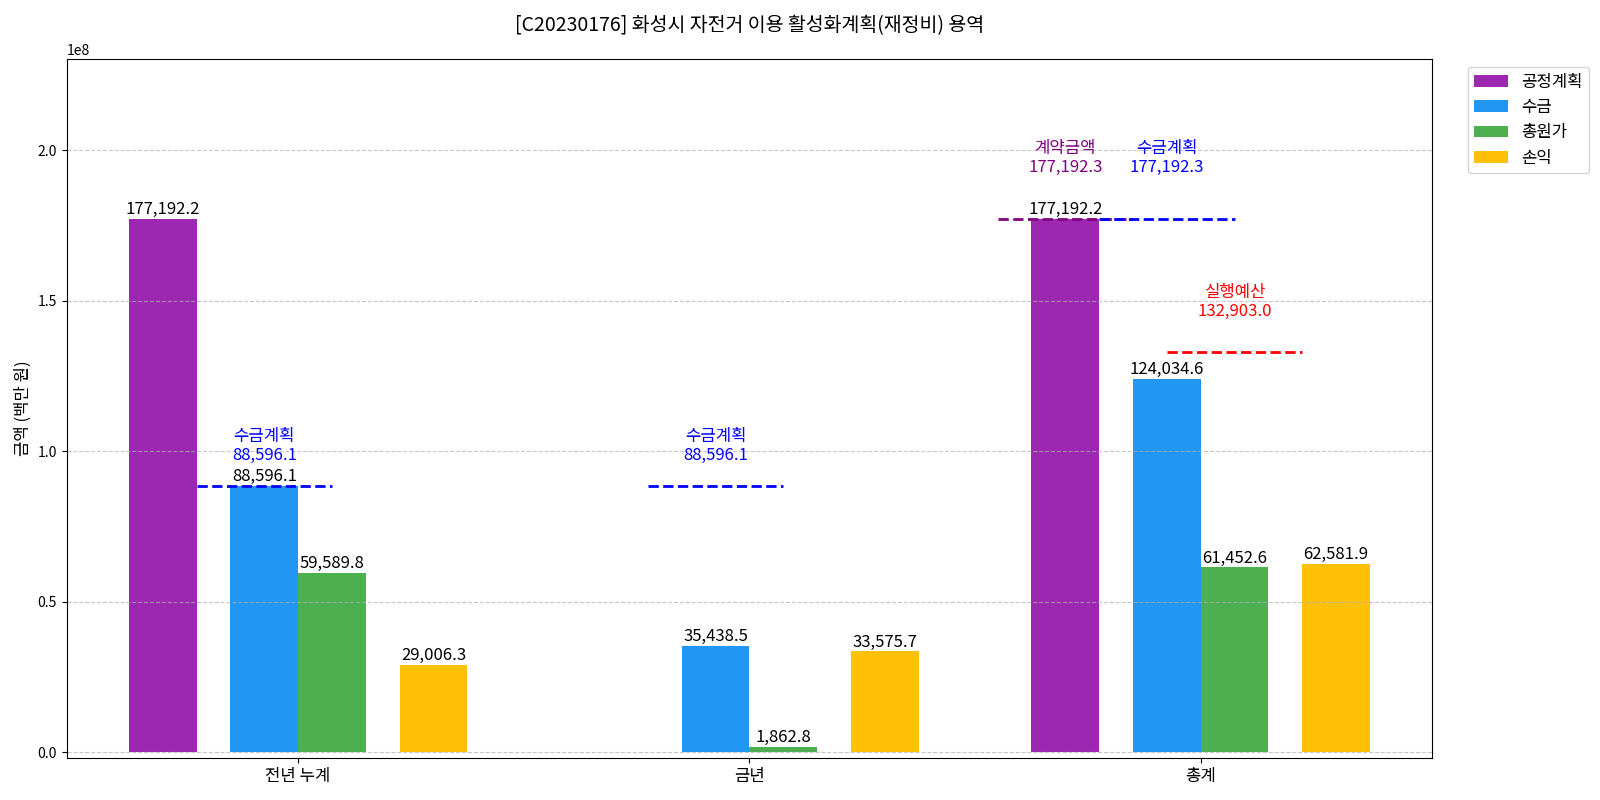 [C20230176] 화성시 자전거 이용 활성화계획(재정비) 용역
1e8
금액 (백만 원)
2.0
1.5
1.0
0.5
0.0
공정계획
수금
총원가
손익
계약금액
177,192.3
수금계획
177,192.3
177,192.2
177,192.2
실행예산
132,903.0
124,034.6
수금계획
88,596.1
88,596.1
수금계획
88,596.1
59,589.8
29,006.3
35,438.5
1,862.8
33,575.7
61,452.6
62,581.9
전년 누계
금년
총계